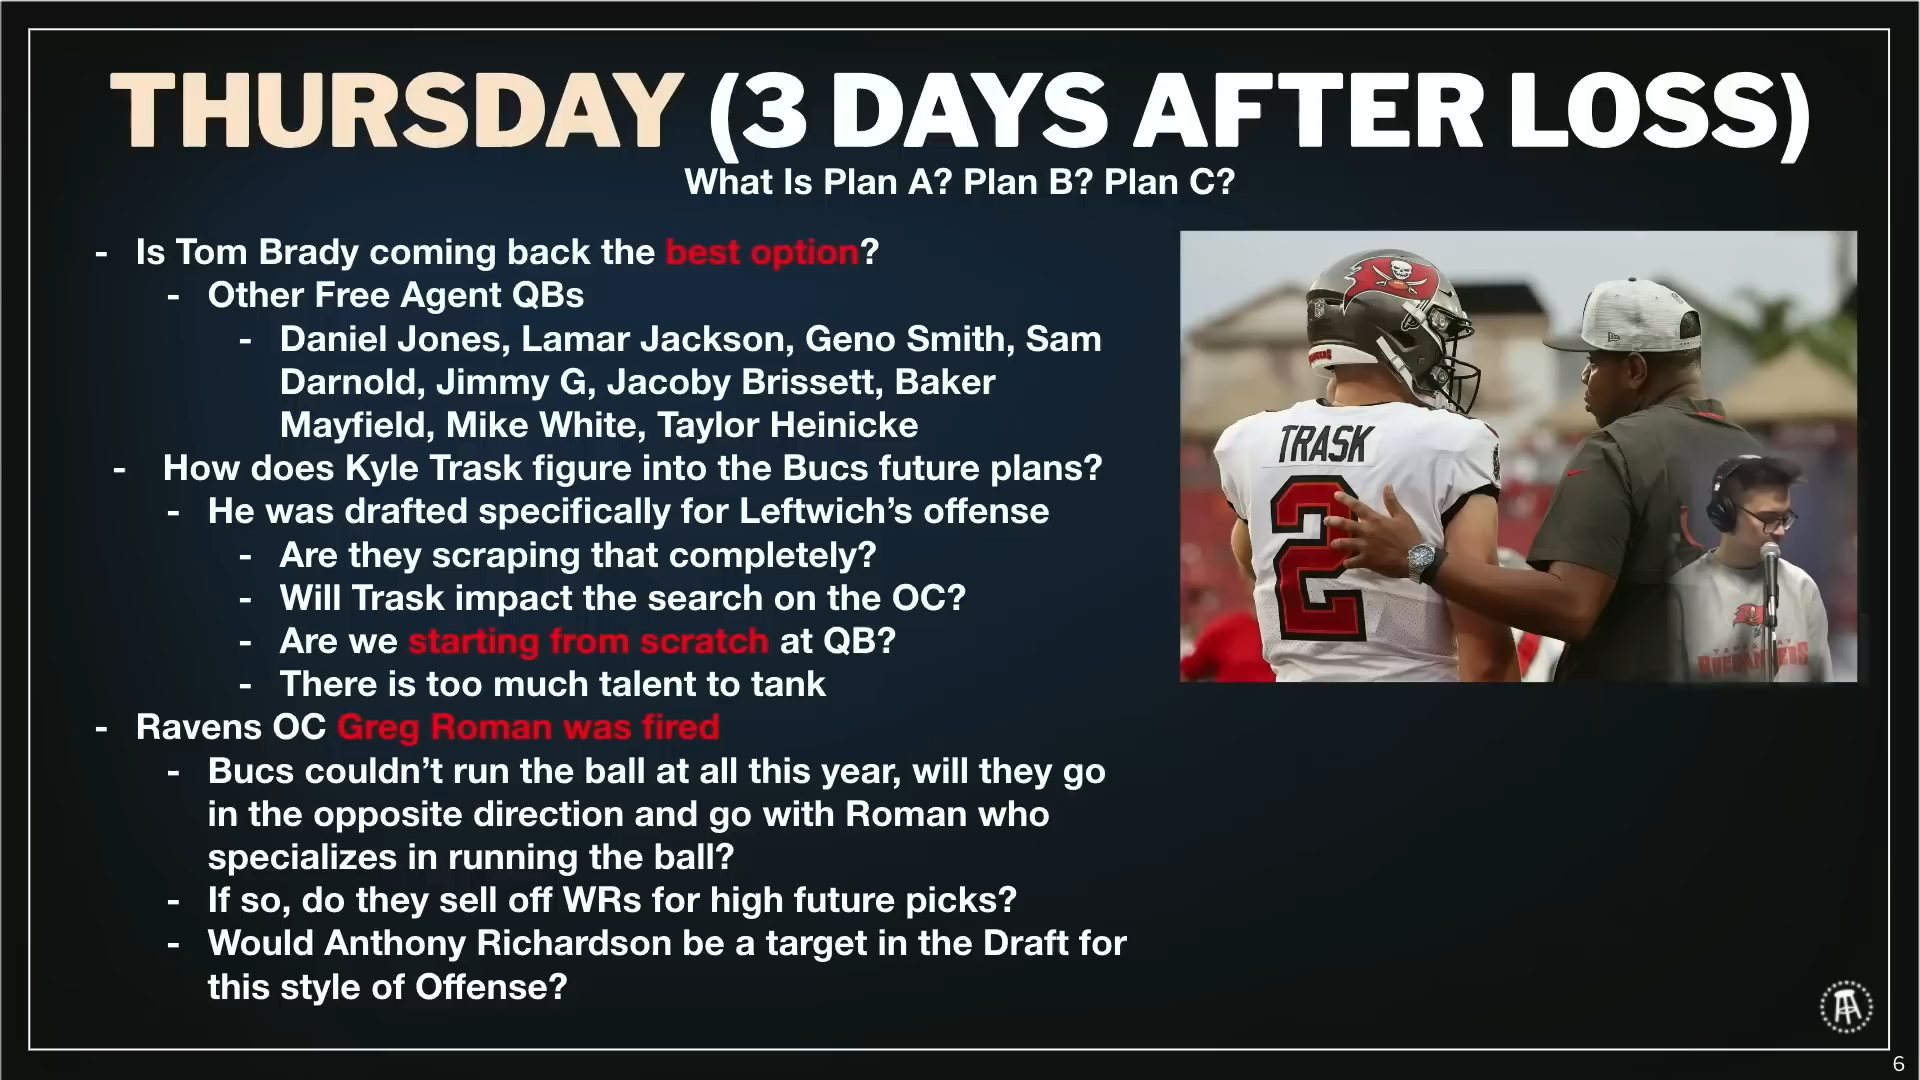 THURSDAY (3 DAYS AFTER LOSS)
What Is Plan A? Plan B? Plan C?
- Is Tom Brady coming back the best option?
- Other Free Agent QBs
- Daniel Jones, Lamar Jackson, Geno Smith, Sam
Darnold, Jimmy G, Jacoby Brissett, Baker
Mayfield, Mike White, Taylor Heinicke
- How does Kyle Trask figure into the Bucs future plans?
- He was drafted specifically for Leftwich’s offense
- Are they scraping that completely?
- Will Trask impact the search on the OC?
- Are we starting from scratch at QB?
- There is too much talent to tank
- Ravens OC Greg Roman was fired
- Bucs couldn’t run the ball at all this year, will they go
in the opposite direction and go with Roman who
specializes in running the ball?
- If so, do they sell off WRs for high future picks?
- Would Anthony Richardson be a target in the Draft for
this style of Offense?
TRASK
2
TAMPA BAY
BUCCANEERS
6